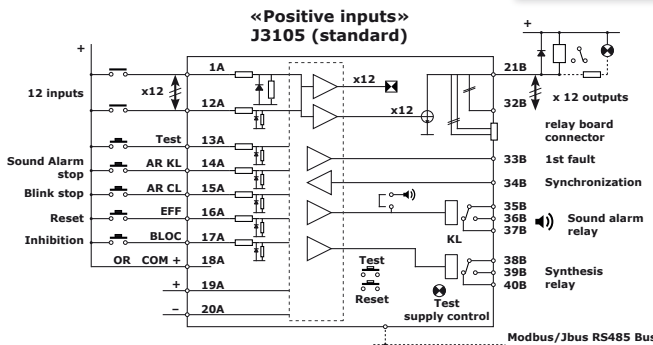 «Positive inputs»
J3105 (standard)
+
+
1A
21B
x12
x12
12 inputs
12A
x12
32B
x 12 outputs
relay board
connector
Test
13A
33B
1st fault
Sound Alarm
stop
AR KL
14A
34B
Synchronization
Blink stop
AR CL
15A
Reset
EFF
16A
35B
36B
37B
KL
Sound alarm
relay
Inhibition
BLOC
17A
OR
COM +
18A
Test
Reset
38B
39B
40B
Synthesis
relay
+
19A
–
20A
Test
supply control
Modbus/Jbus RS485 Bus